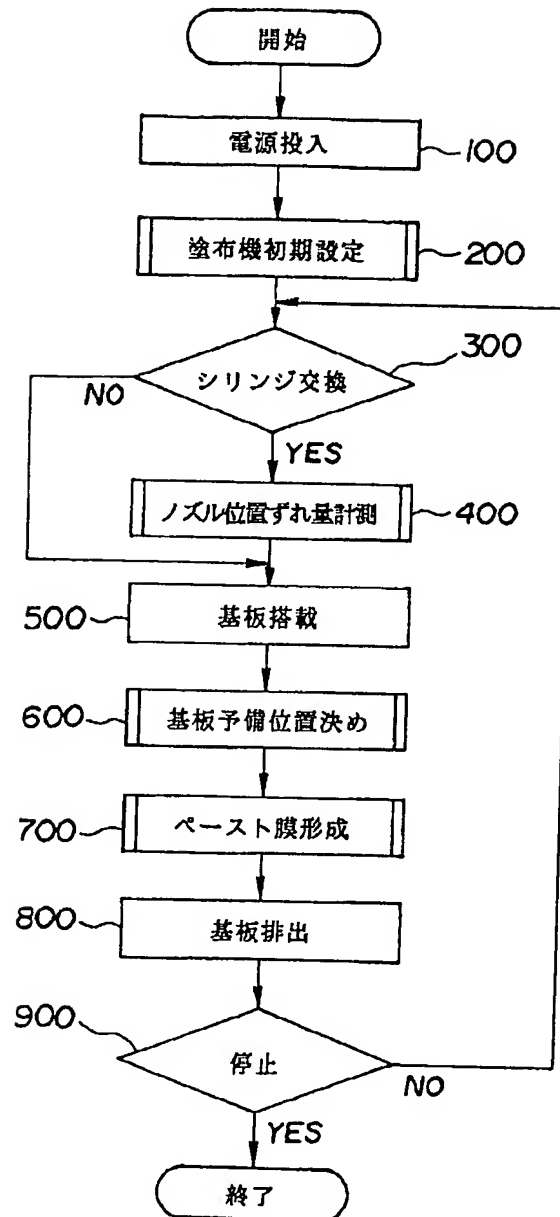 開始
電源投入
100
塗布機初期設定
200
シリンジ交換
300
NO
YES
ノズル位置ずれ量計測
400
500
基板搭載
600
基板予備位置決め
700
ペースト膜形成
800
基板排出
900
停止
NO
YES
終了